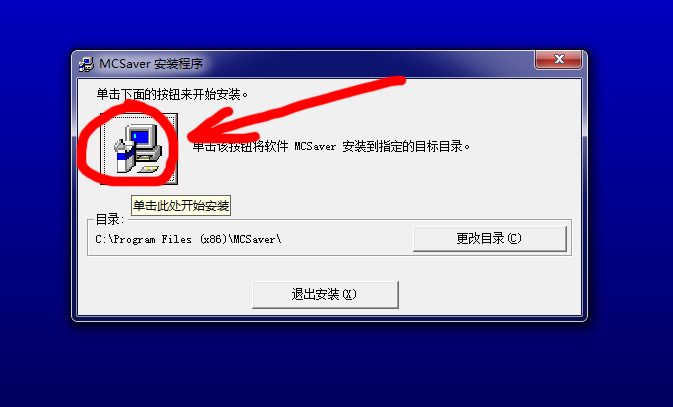 MCSaver 安装程序
单击下面的按钮来开始安装。
单击该按钮将软件 MCSaver 安装到指定的目标目录。
单击此处开始安装
目录:
C:\Program Files (x86)\MCSaver\
更改目录(C)
退出安装(X)